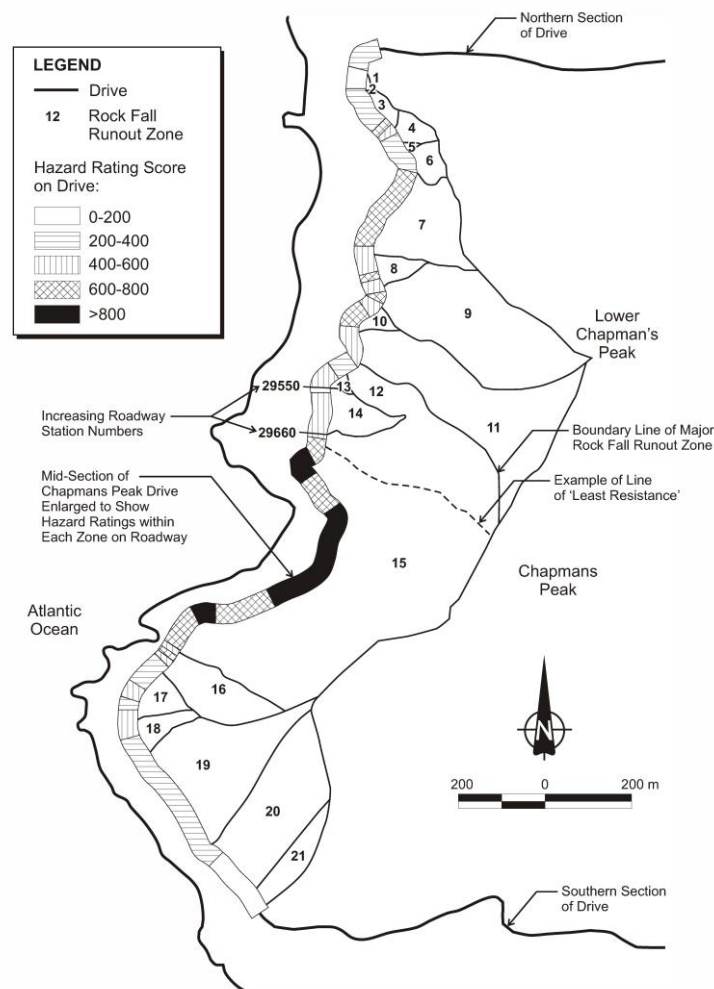 Northern Section
of Drive
LEGEND
Drive
12 Rock Fall
Runout Zone
Hazard Rating Score
on Drive:
0-200
200-400
400-600
600-800
>800
1
2
3
4
5
6
7
8
9
10
Lower
Chapman's
Peak
29550
13
12
14
11
Increasing Roadway
Station Numbers
29660
Boundary Line of Major
Rock Fall Runout Zone
Mid-Section of
Chapmans Peak Drive
Enlarged to Show
Hazard Ratings within
Each Zone on Roadway
Example of Line
of 'Least Resistance'
15
Chapmans
Peak
Atlantic
Ocean
16
17
18
19
N
200 0 200 m
20
21
Southern Section
of Drive